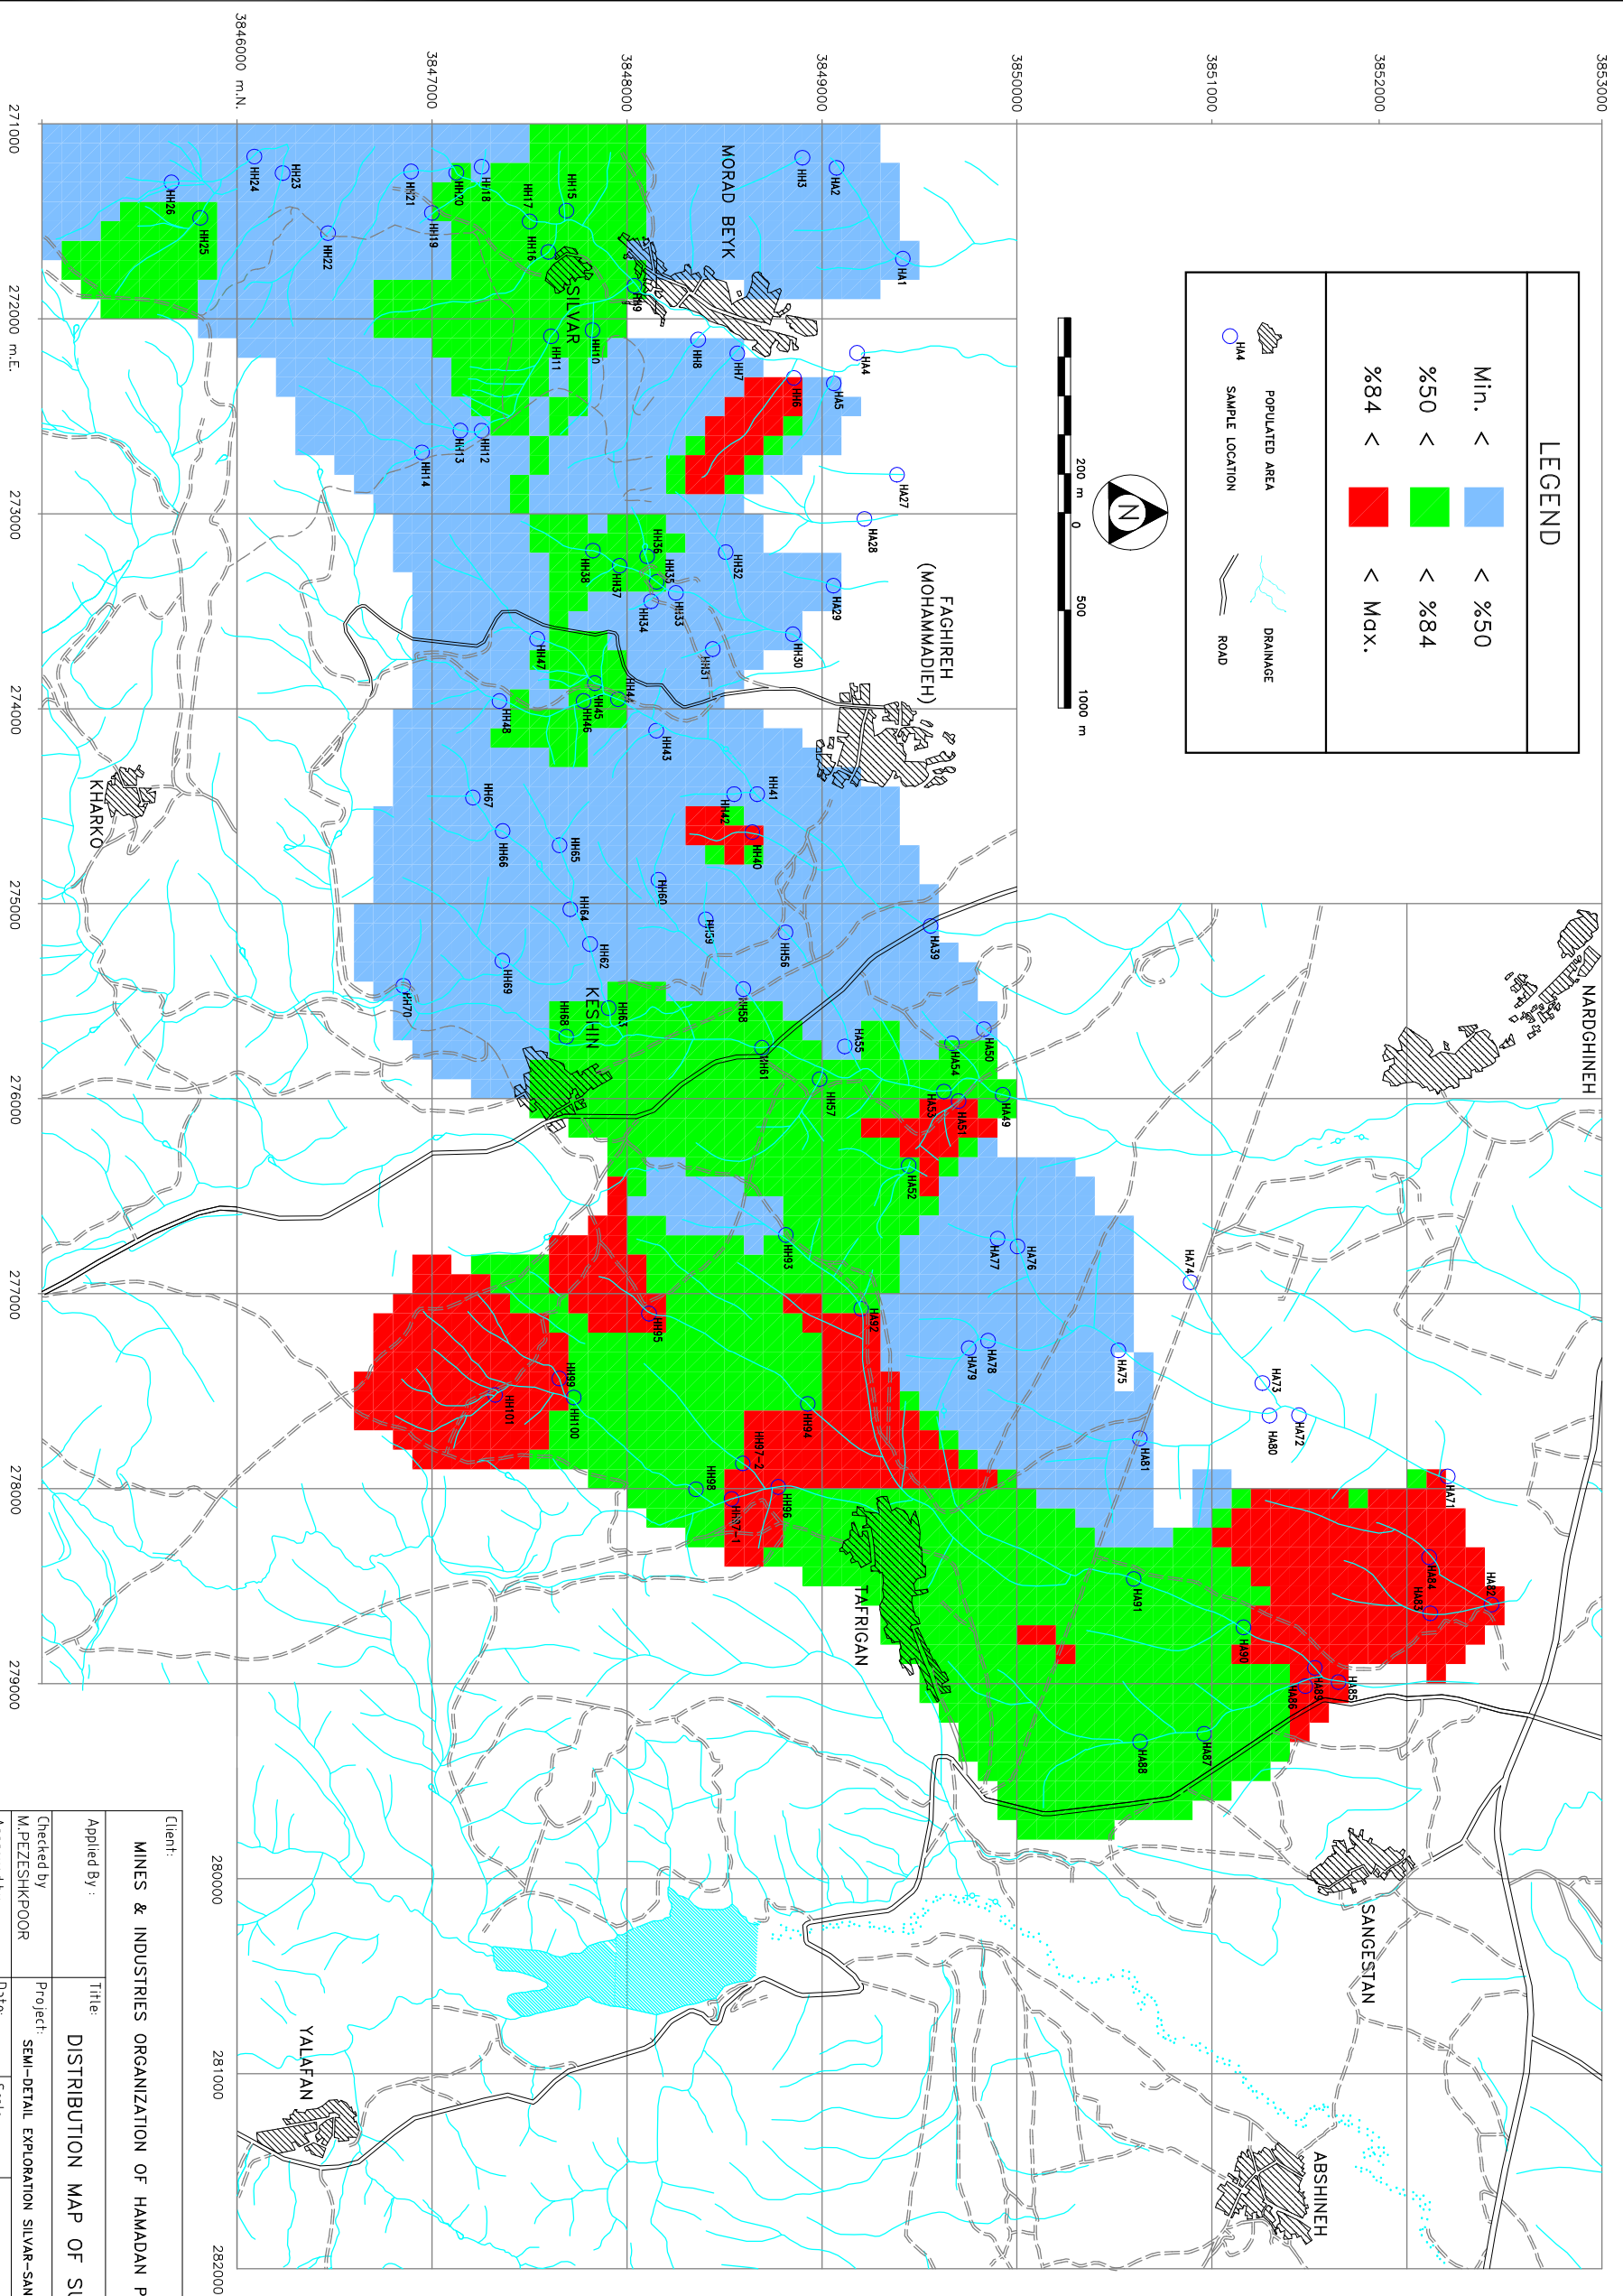 LEGEND
Min. < < %50
%50 < < %84
%84 < < Max.
POPULATED AREA
DRAINAGE
HA4
SAMPLE LOCATION
ROAD
200 m 0 500 1000 m
N
3853000
3852000
3851000
3850000
3849000
3848000
3847000
3846000 m.N.
271000
272000 m.E.
273000
274000
275000
276000
277000
278000
279000
280000
281000
282000
MORAD BEYK
SILVAR
FAGHIREH
(MOHAMMADIEH)
KHARKO
NARDGHINEH
KESHIN
TAFRIGAN
SANGESTAN
YALAFAN
ABSHINEH
HA1
HA2
HH3
HA4
HA5
HH6
HH7
HH8
HH9
HH10
HH11
HH12
HH13
HH14
HH15
HH16
HH17
HH18
HH19
HH20
HH21
HH22
HH23
HH24
HH25
HH26
HA27
HA28
HA29
HH30
HH31
HH32
HH33
HH34
HH35
HH36
HH37
HH38
HA39
HH40
HH41
HH42
HH43
HH44
HH45
HH46
HH47
HH48
HA49
HA50
HA51
HA52
HA53
HA54
HA55
HH56
HH57
HH58
HH59
HH60
HH61
HH62
HH63
HH64
HH65
HH66
HH67
HH68
HH69
HH70
HA71
HA72
HA73
HA74
HA75
HA76
HA77
HA78
HA79
HA80
HA81
HA82
HA83
HA84
HA85
HA86
HA87
HA88
HA89
HA90
HA91
HA92
HH93
HH94
HH95
HH96
HH97-1
HH97-2
HH98
HH99
HH100
HH101
Client:
MINES & INDUSTRIES ORGANIZATION OF HAMADAN P
Applied By :
Title:
DISTRIBUTION MAP OF SU
Checked by
M.PEZESHKPOOR
Project:
SEMI-DETAIL EXPLORATION SILVAR-SAN
Date: